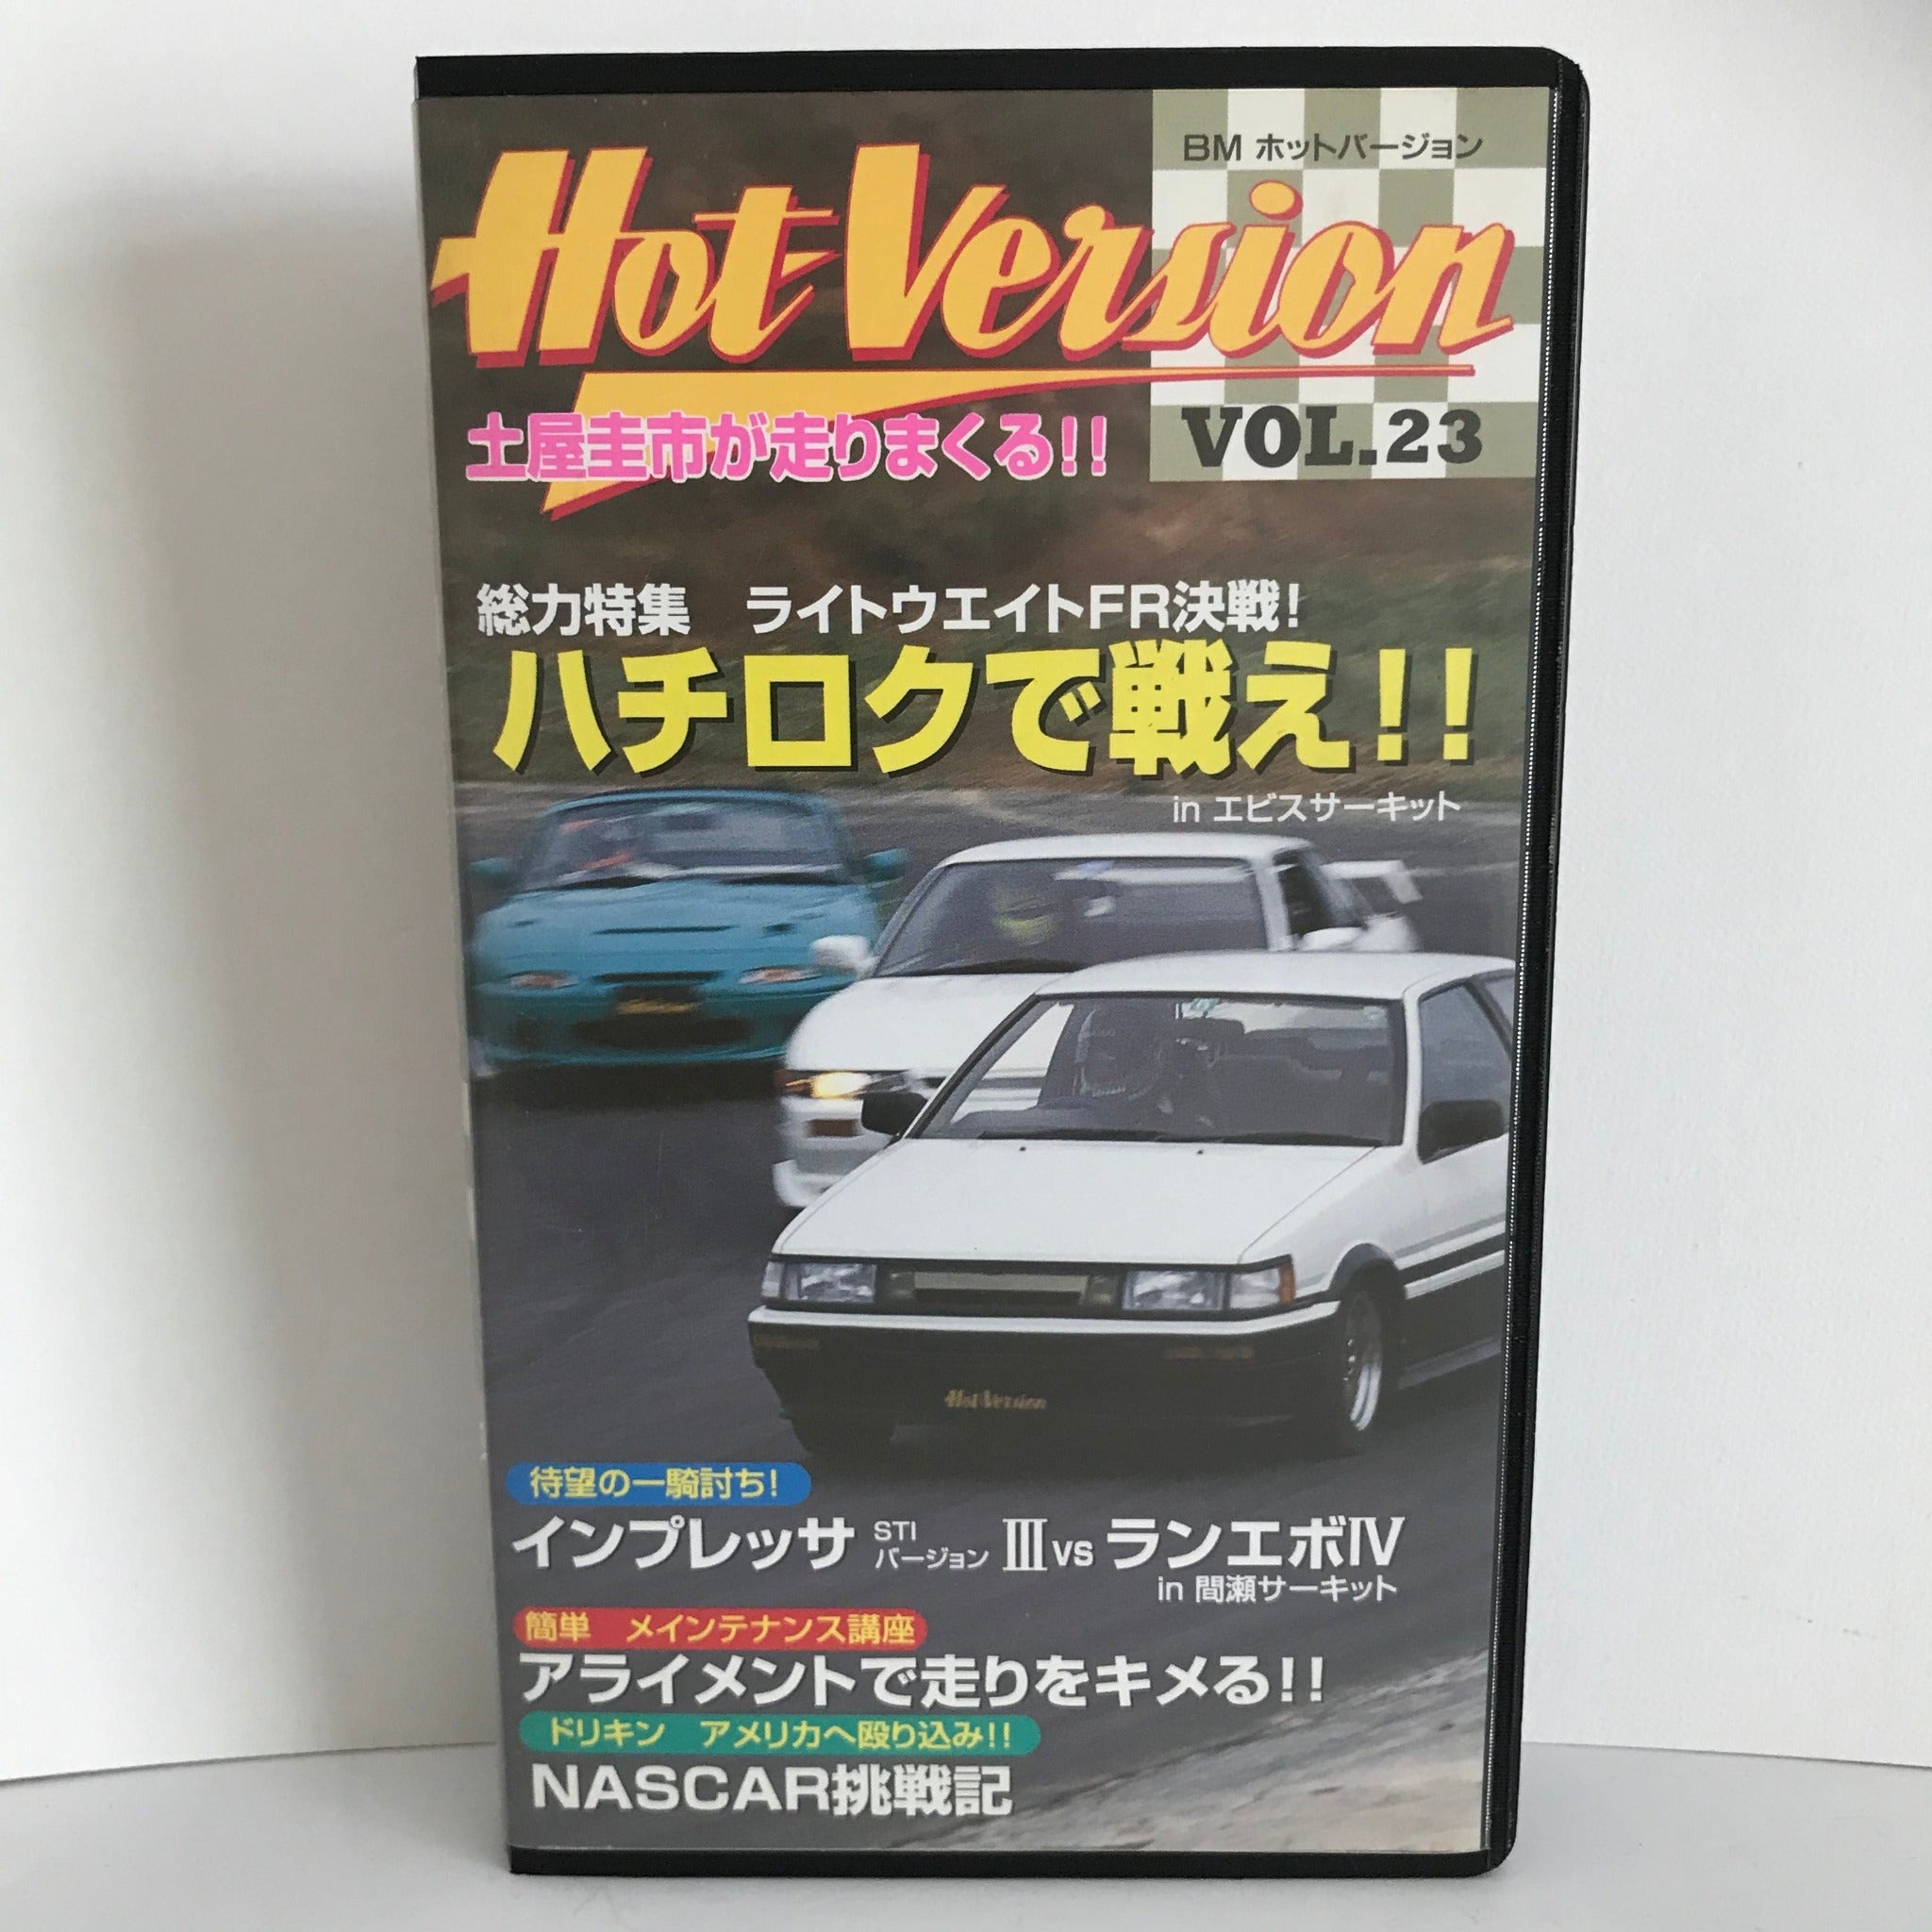 BM ホットバージョン
Hot Version
VOL.23
土屋圭市が走りまくる!!
総力特集 ライトウエイトFR決戦!
ハチロクで戦え!!
in エビスサーキット
Hot Version
待望の一騎討ち!
インプレッサ STI バージョン III vs ランエボIV
in 間瀬サーキット
簡単 メインテナンス講座
アライメントで走りをキメる!!
ドリキン アメリカへ殴り込み!!
NASCAR挑戦記